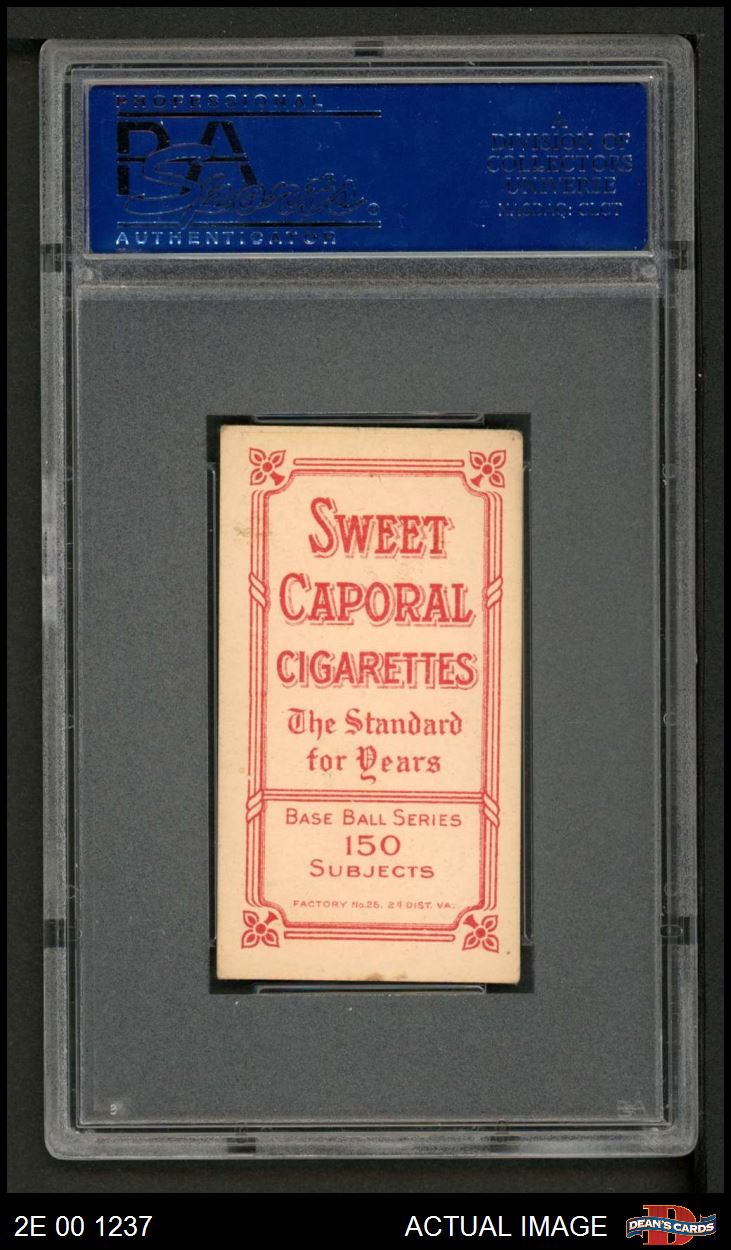 PROFESSIONAL
PSA
Sports
AUTHENTICATOR
A
DIVISION OF
COLLECTORS
UNIVERSE
NASDAQ: CLCT
SWEET
CAPORAL
CIGARETTES
The Standard
for Years
BASE BALL SERIES
150
SUBJECTS
FACTORY No. 25, 2d DIST. VA.
2E 00 1237
ACTUAL IMAGE
DEAN'S CARDS